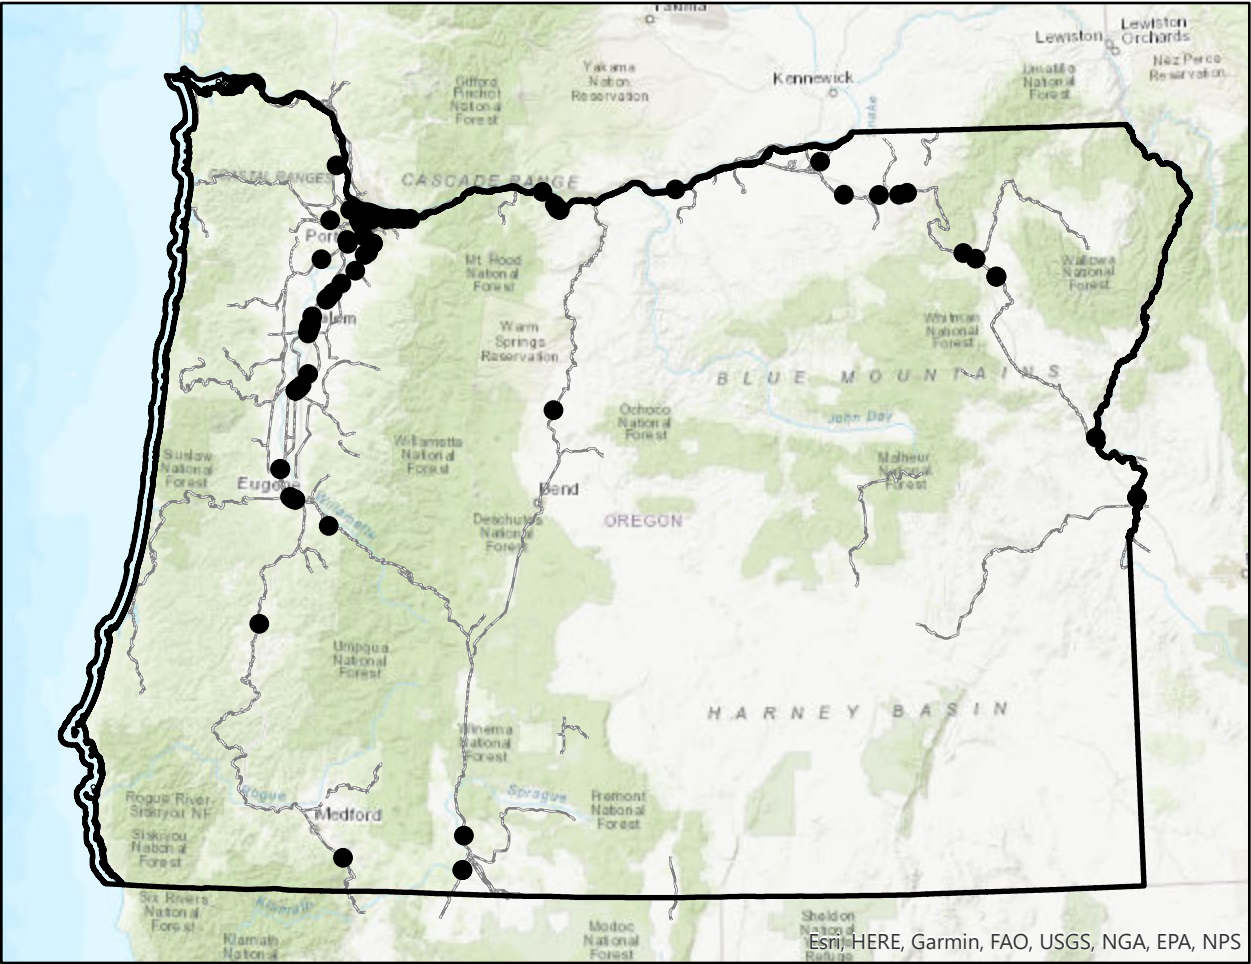 Lewiston
Lewiston
Orchards
Kennewick
Yakama
Nation
Reservation
Gifford
Pinchot
National
Forest
Umatilla
National
Forest
Nez Perce
Reservation
CASCADE RANGE
Mt Hood
National
Forest
Wallowa
National
Forest
Warm
Springs
Reservation
Whitman
National
Forest
BLUE MOUNTAINS
Ochoco
National
Forest
John Day
Willamette
National
Forest
Siuslaw
National
Forest
Malheur
National
Forest
Eugene
Bend
Willamette
Deschutes
National
Forest
OREGON
Umpqua
National
Forest
HARNEY BASIN
Winema
National
Forest
Rogue River-
Siskiyou NF
Rogue
Sprague
Fremont
National
Forest
Medford
Siskiyou
National
Forest
Six Rivers
National
Forest
Klamath
Klamath
National
Modoc
National
Forest
Sheldon
National
Refuge
Esri, HERE, Garmin, FAO, USGS, NGA, EPA, NPS